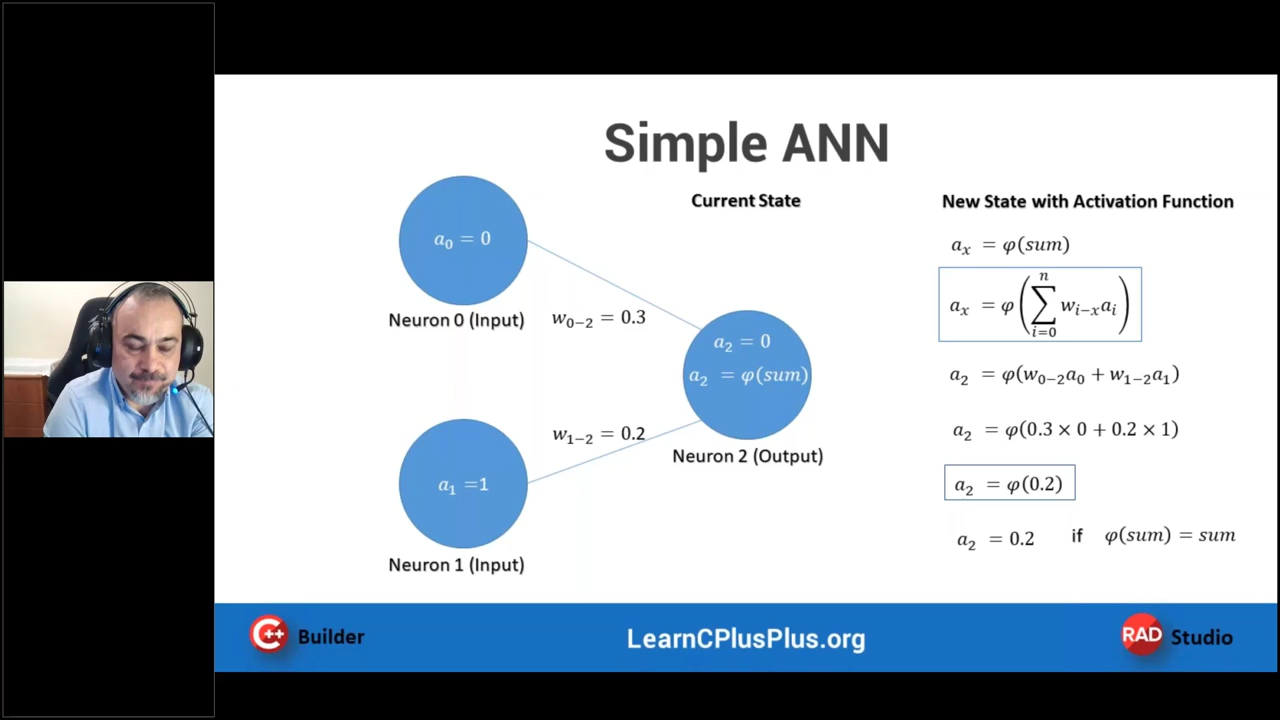 Simple ANN
Current State
New State with Activation Function
a₀ = 0
Neuron 0 (Input)
w₀₋₂ = 0.3
a₂ = 0
a₂ = φ(sum)
Neuron 2 (Output)
w₁₋₂ = 0.2
a₁ =1
Neuron 1 (Input)
aₓ = φ(sum)
aₓ = φ(∑ⁿᵢ₌₀ wᵢ₋ₓaᵢ)
a₂ = φ(w₀₋₂a₀ + w₁₋₂a₁)
a₂ = φ(0.3 × 0 + 0.2 × 1)
a₂ = φ(0.2)
a₂ = 0.2 if φ(sum) = sum
C++ Builder
LearnCPlusPlus.org
RAD Studio